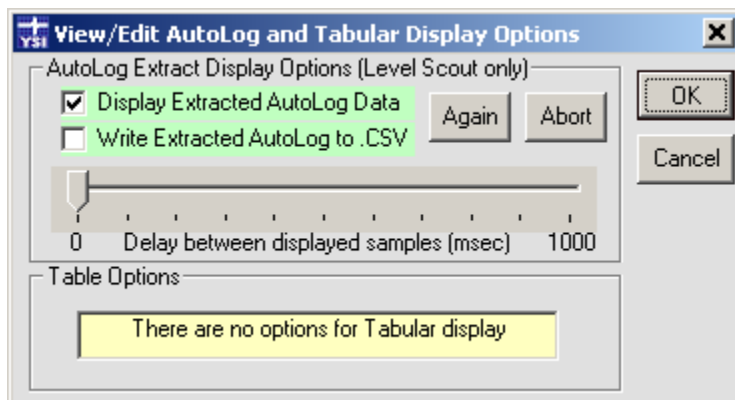 YSI View/Edit AutoLog and Tabular Display Options
AutoLog Extract Display Options (Level Scout only)
Display Extracted AutoLog Data
Write Extracted AutoLog to .CSV
Again
Abort
OK
Cancel
0 Delay between displayed samples (msec) 1000
Table Options
There are no options for Tabular display